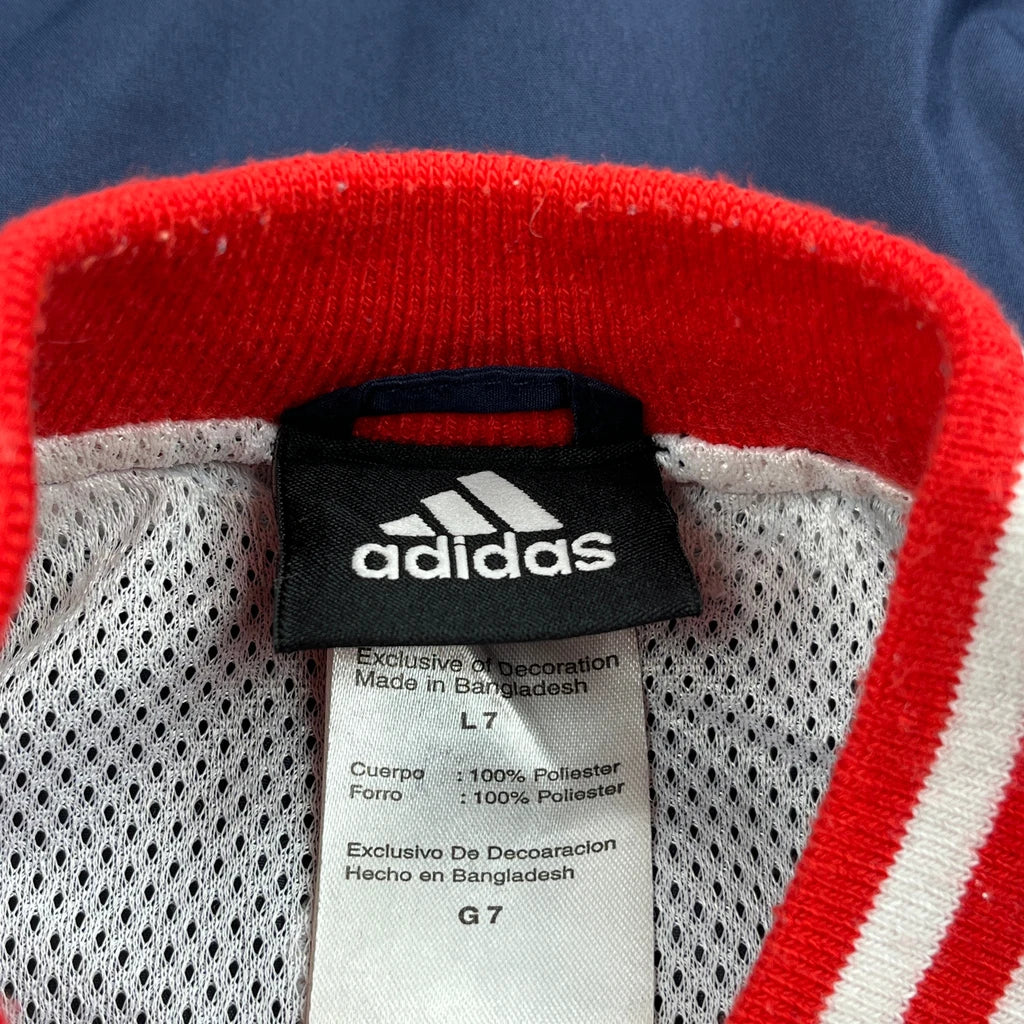 adidas
Exclusive of Decoration
Made in Bangladesh
L 7
Cuerpo : 100% Poliester
Forro : 100% Poliester
Exclusivo De Decoaracion
Hecho en Bangladesh
G 7